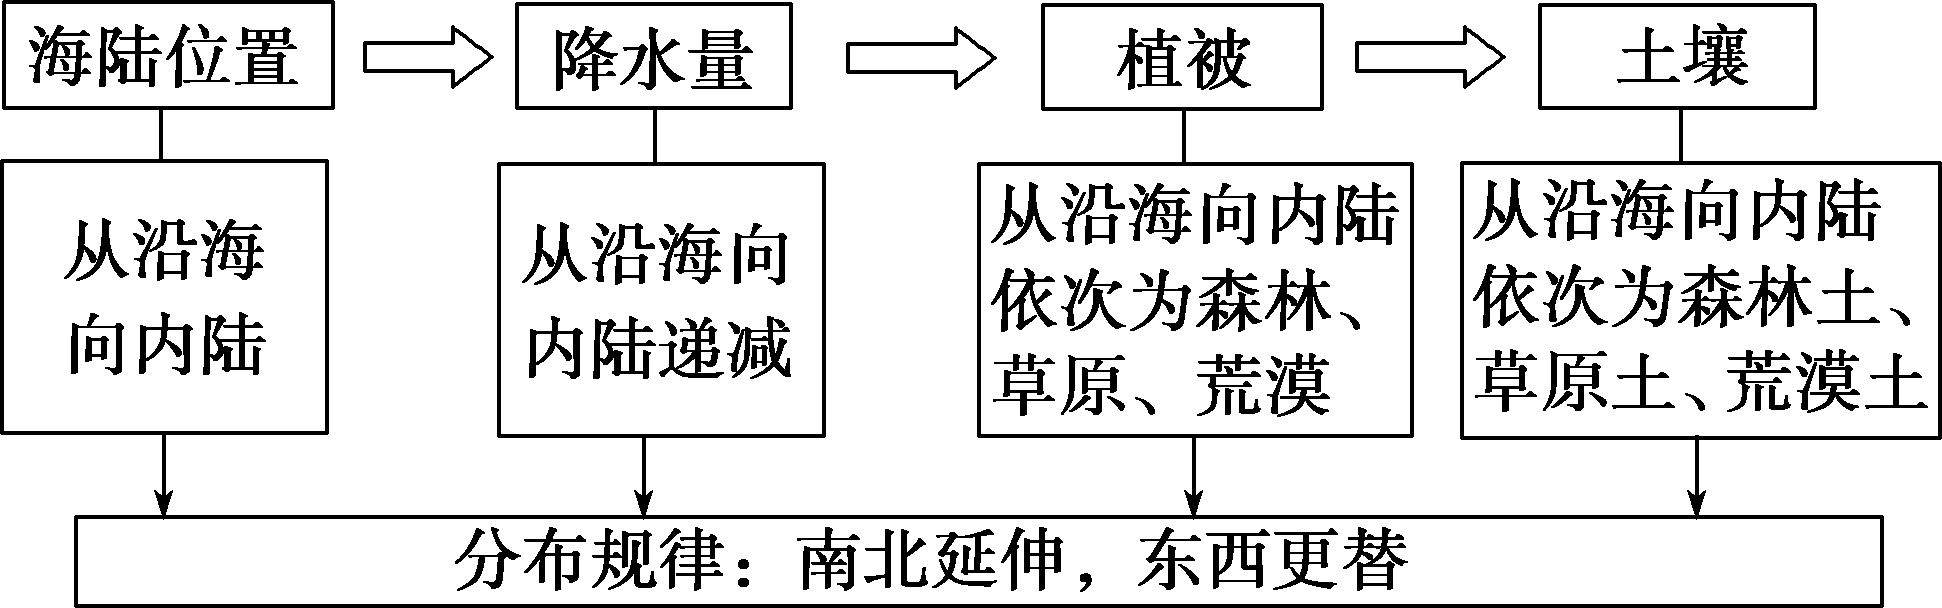 海陆位置
降水量
植被
土壤
从沿海
向内陆
从沿海向
内陆递减
从沿海向内陆
依次为森林、
草原、荒漠
从沿海向内陆
依次为森林土、
草原土、荒漠土
分布规律：南北延伸，东西更替